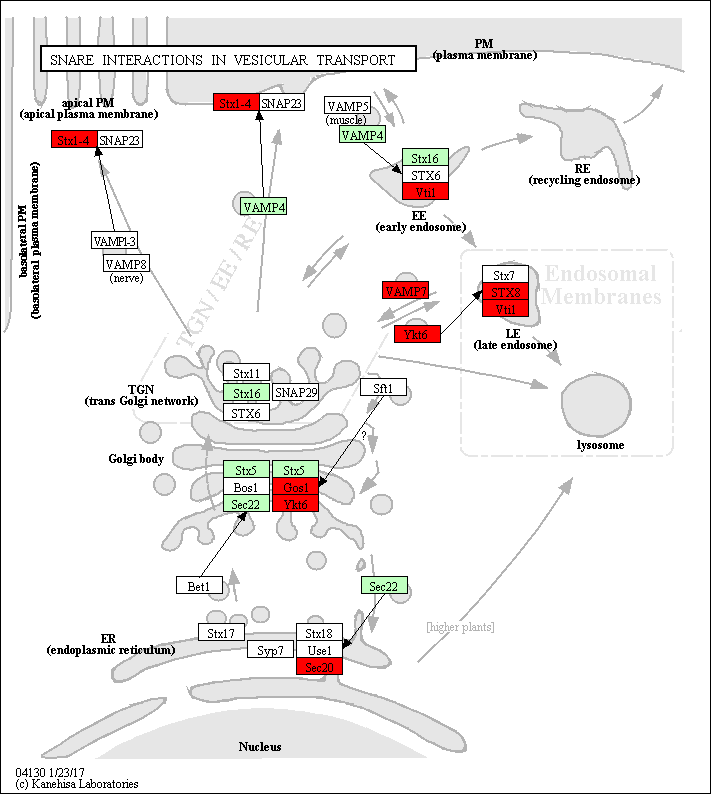 PM
(plasma membrane)
SNARE INTERACTIONS IN VESICULAR TRANSPORT
apical PM
(apical plasma membrane)
Stx1-4 SNAP23
VAMP5
(muscle)
VAMP4
Stx1-4 SNAP23
Stx16
STX6
Vti1
EE
(early endosome)
RE
(recycling endosome)
VAMP4
basolateral PM
(basolateral plasma membrane)
VAMP1-3
VAMP8
(nerve)
TGN / EE / RE
Endosomal
Membranes
Stx7
STX8
Vti1
LE
(late endosome)
VAMP7
Ykt6
TGN
(trans Golgi network)
Stx11
Stx16 SNAP29
STX6
Sft1
?
lysosome
Golgi body
Stx5 Stx5
Bos1 Gos1
Sec22 Ykt6
Bet1
Sec22
[higher plants]
ER
(endoplasmic reticulum)
Stx17
Syp7
Stx18
Use1
Sec20
Nucleus
04130 1/23/17
(c) Kanehisa Laboratories